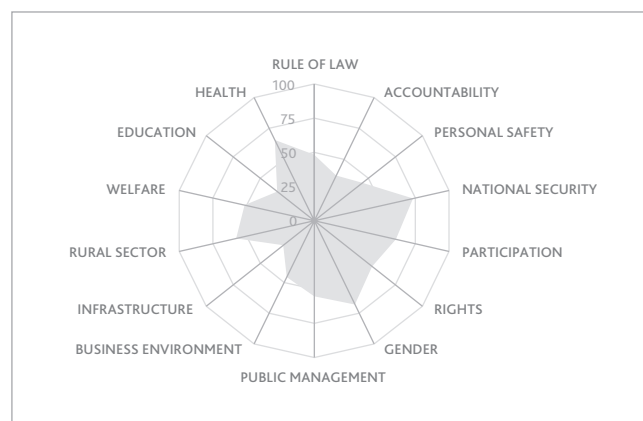 RULE OF LAW
100
HEALTH
ACCOUNTABILITY
75
EDUCATION
PERSONAL SAFETY
50
WELFARE
NATIONAL SECURITY
25
0
RURAL SECTOR
PARTICIPATION
INFRASTRUCTURE
RIGHTS
BUSINESS ENVIRONMENT
GENDER
PUBLIC MANAGEMENT